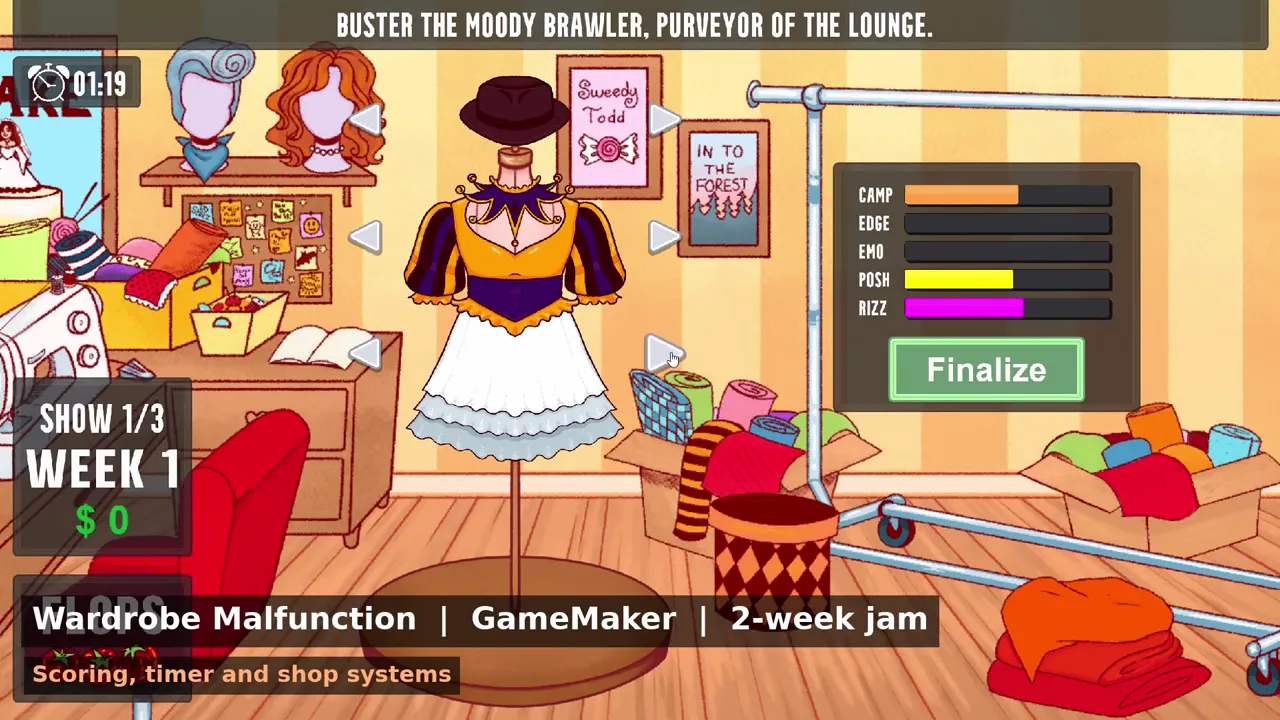 BUSTER THE MOODY BRAWLER, PURVEYOR OF THE LOUNGE.
01:19
Sweedy
Todd
IN TO
THE
FOREST
CAMP
EDGE
EMO
POSH
RIZZ
Finalize
SHOW 1/3
WEEK 1
$ 0
FLOPS
Wardrobe Malfunction | GameMaker | 2-week jam
Scoring, timer and shop systems